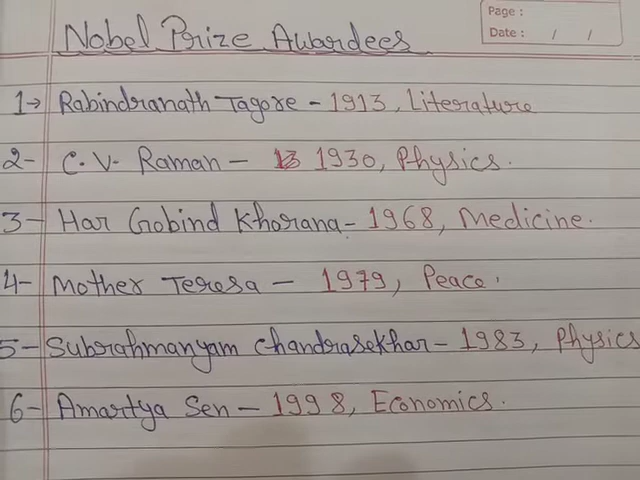 Page :
Date : / /
Nobel Prize Awardees
1→ Rabindranath Tagore - 1913, Literature
2- C. V. Raman - 13 1930, Physics.
3- Har Gobind Khorana - 1968, Medicine.
4- Mother Teresa - 1979, Peace.
5- Subrahmanyam Chandrasekhar - 1983, Physics
6- Amartya Sen - 1998, Economics.